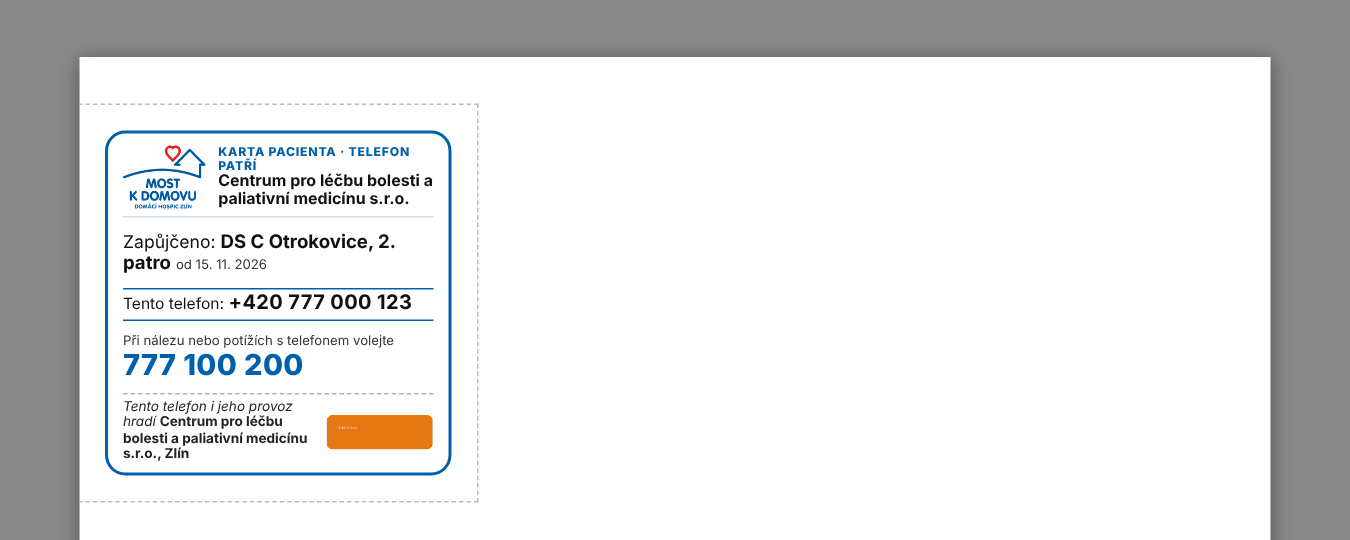 MOST
K DOMOVU
DOMÁCÍ HOSPIC ZLÍN
KARTA PACIENTA · TELEFON
PATŘÍ
Centrum pro léčbu bolesti a
paliativní medicínu s.r.o.
Zapůjčeno: DS C Otrokovice, 2.
patro od 15. 11. 2026
Tento telefon: +420 777 000 123
Při nálezu nebo potížích s telefonem volejte
777 100 200
Tento telefon i jeho provoz
hradí Centrum pro léčbu
bolesti a paliativní medicínu
s.r.o., Zlín